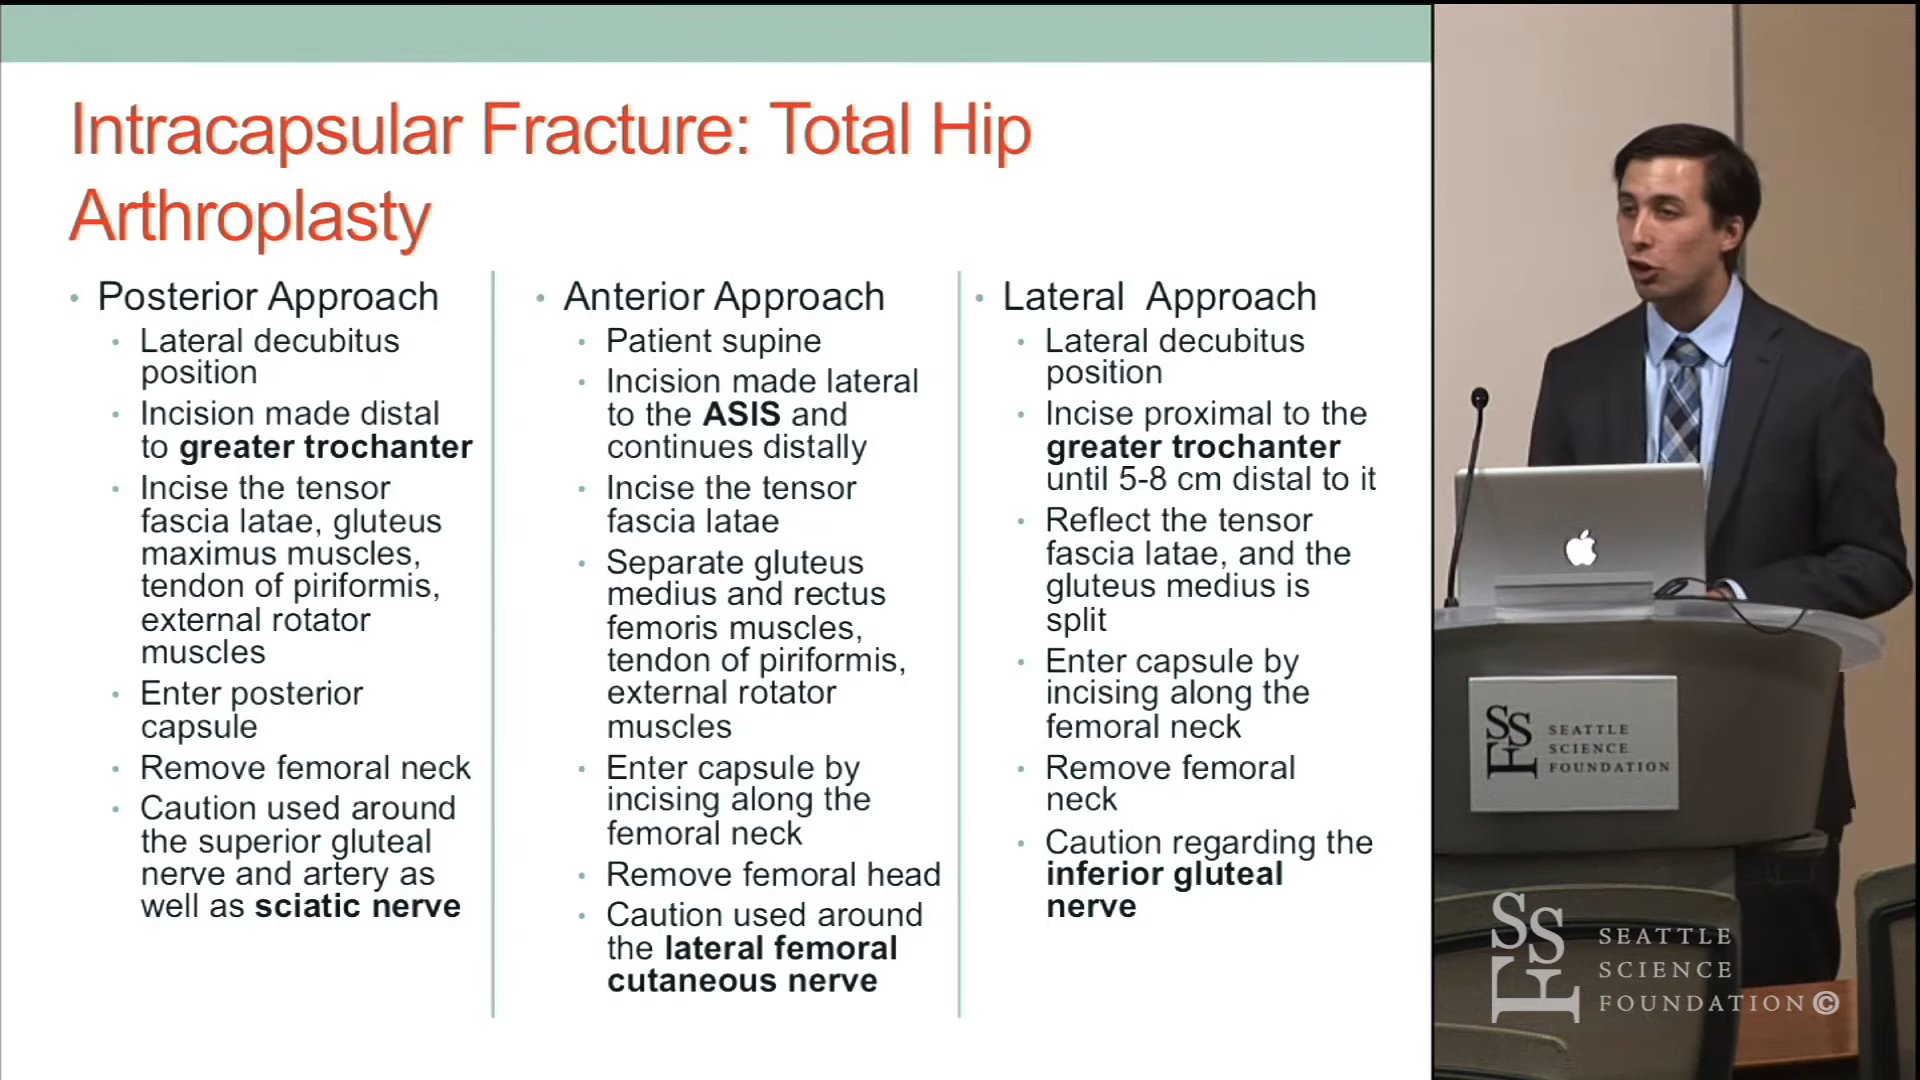 Intracapsular Fracture: Total Hip
Arthroplasty
• Posterior Approach
• Lateral decubitus
position
• Incision made distal
to greater trochanter
• Incise the tensor
fascia latae, gluteus
maximus muscles,
tendon of piriformis,
external rotator
muscles
• Enter posterior
capsule
• Remove femoral neck
• Caution used around
the superior gluteal
nerve and artery as
well as sciatic nerve
• Anterior Approach
• Patient supine
• Incision made lateral
to the ASIS and
continues distally
• Incise the tensor
fascia latae
• Separate gluteus
medius and rectus
femoris muscles,
tendon of piriformis,
external rotator
muscles
• Enter capsule by
incising along the
femoral neck
• Remove femoral head
• Caution used around
the lateral femoral
cutaneous nerve
• Lateral Approach
• Lateral decubitus
position
• Incise proximal to the
greater trochanter
until 5-8 cm distal to it
• Reflect the tensor
fascia latae, and the
gluteus medius is
split
• Enter capsule by
incising along the
femoral neck
• Remove femoral
neck
• Caution regarding the
inferior gluteal
nerve
SSF
SEATTLE
SCIENCE
FOUNDATION
SSF
SEATTLE
SCIENCE
FOUNDATION©